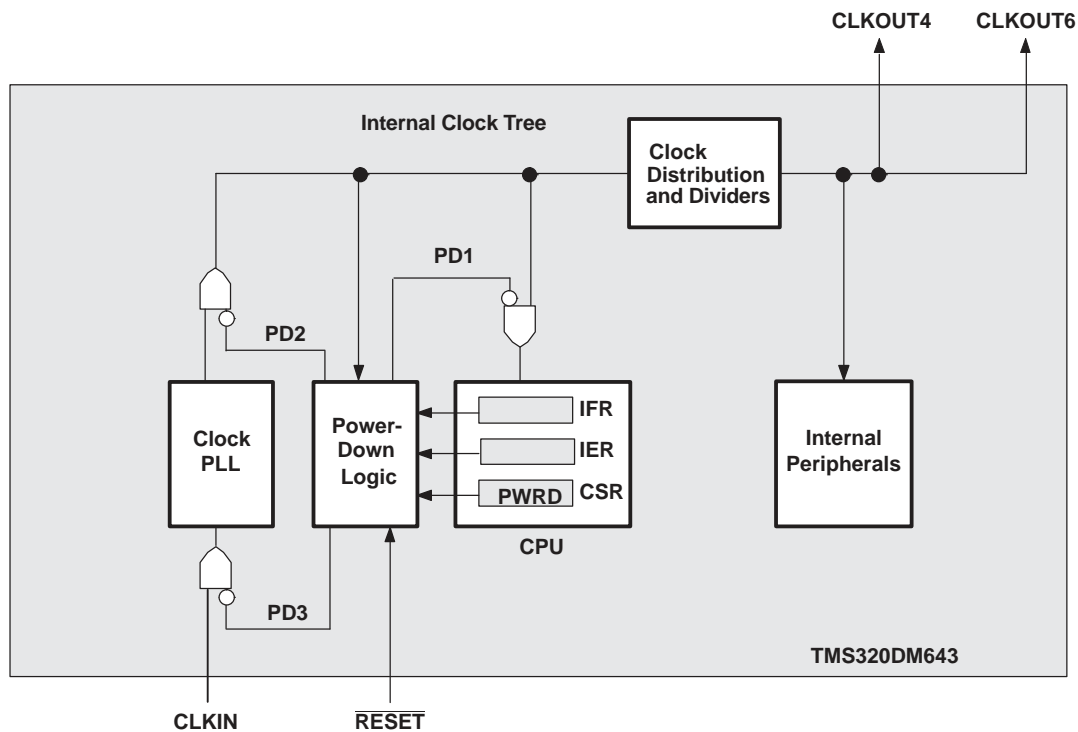 CLKOUT4
CLKOUT6
Internal Clock Tree
Clock
Distribution
and Dividers
PD1
PD2
Clock
PLL
Power-
Down
Logic
IFR
IER
PWRD
CSR
CPU
Internal
Peripherals
PD3
TMS320DM643
CLKIN
RESET